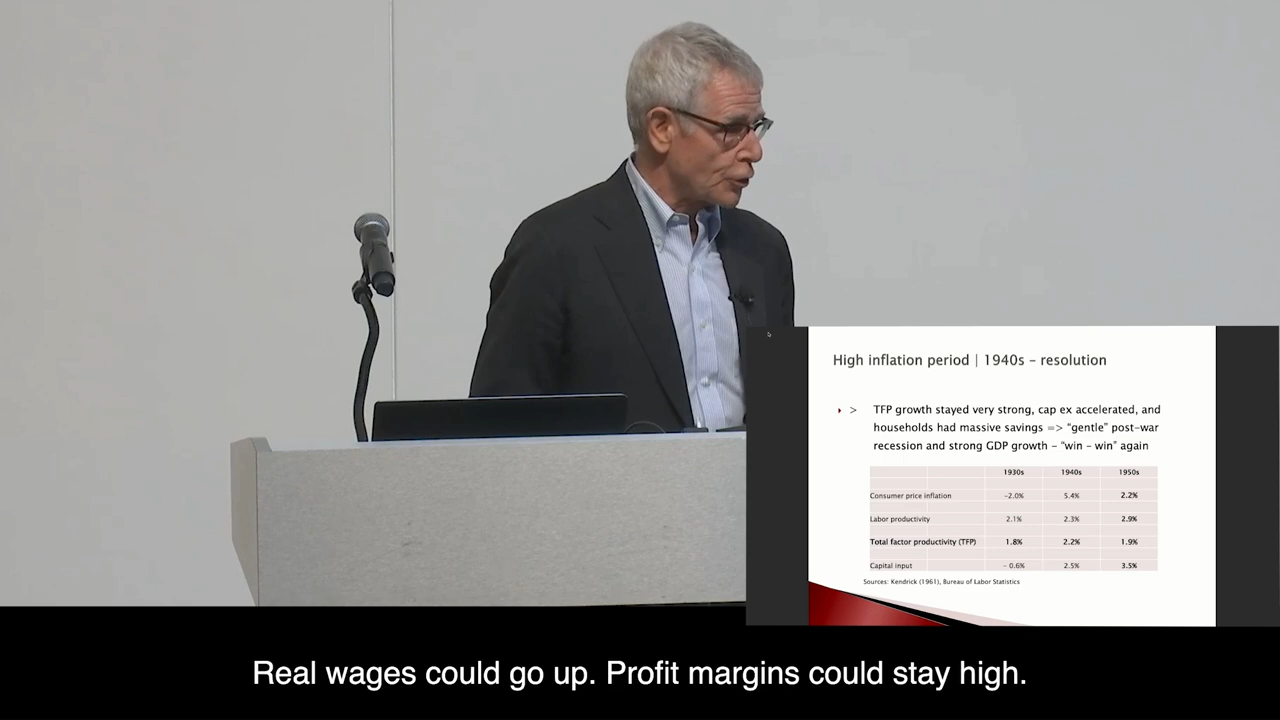 High inflation period | 1940s – resolution
> TFP growth stayed very strong, cap ex accelerated, and
households had massive savings => “gentle” post-war
recession and strong GDP growth – “win – win” again
1930s 1940s 1950s
Consumer price inflation -2.0% 5.4% 2.2%
Labor productivity 2.1% 2.3% 2.9%
Total factor productivity (TFP) 1.8% 2.2% 1.9%
Capital input - 0.6% 2.5% 3.5%
Sources: Kendrick (1961), Bureau of Labor Statistics
Real wages could go up. Profit margins could stay high.